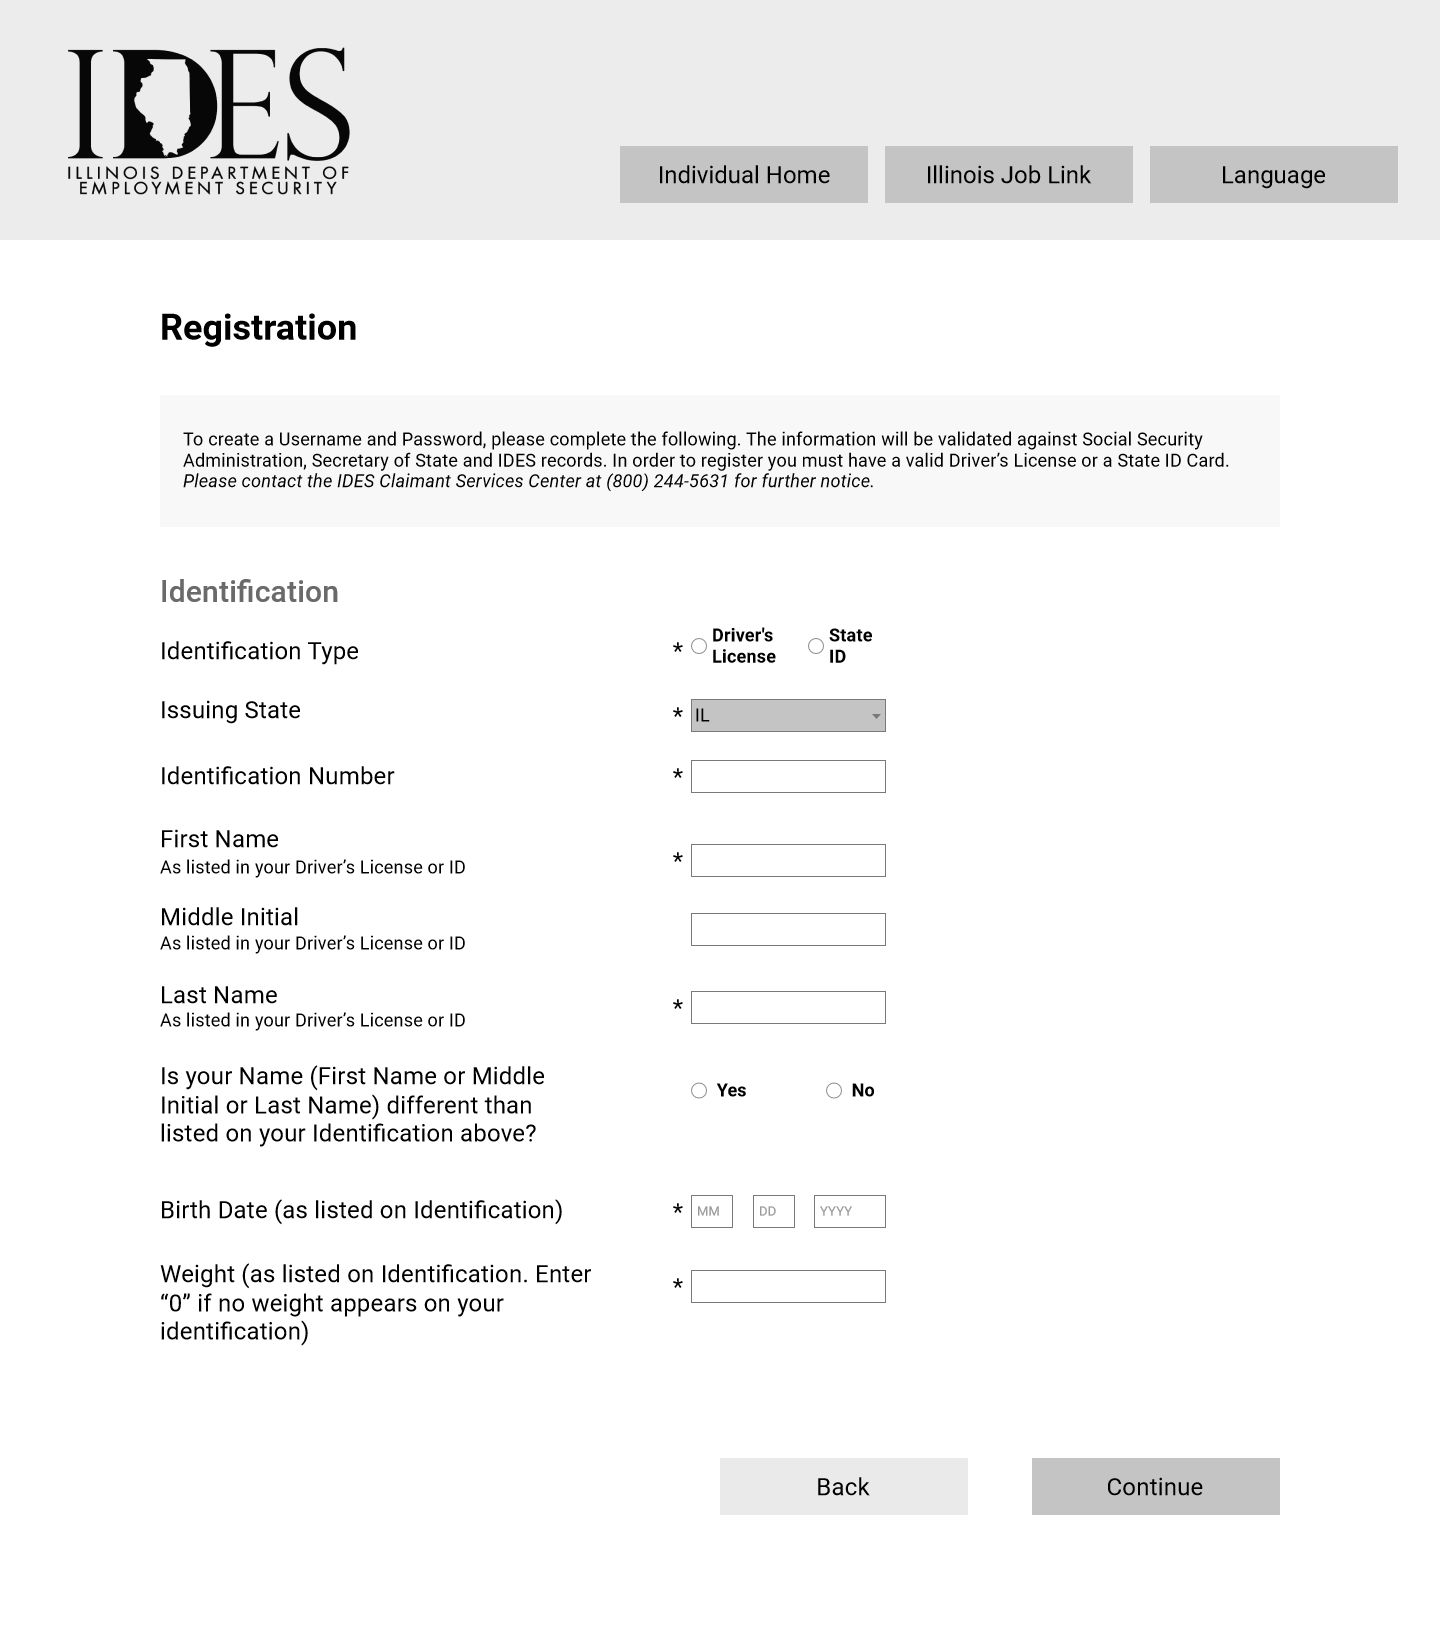 IDES
ILLINOIS DEPARTMENT OF
EMPLOYMENT SECURITY
Individual Home
Illinois Job Link
Language
Registration
To create a Username and Password, please complete the following. The information will be validated against Social Security
Administration, Secretary of State and IDES records. In order to register you must have a valid Driver’s License or a State ID Card.
Please contact the IDES Claimant Services Center at (800) 244-5631 for further notice.
Identification
Identification Type
*
Driver's
License
State
ID
Issuing State
* IL
Identification Number
*
First Name
As listed in your Driver’s License or ID
*
Middle Initial
As listed in your Driver’s License or ID
Last Name
As listed in your Driver’s License or ID
*
Is your Name (First Name or Middle
Initial or Last Name) different than
listed on your Identification above?
Yes
No
Birth Date (as listed on Identification)
* MM DD YYYY
Weight (as listed on Identification. Enter
“0” if no weight appears on your
identification)
*
Back
Continue